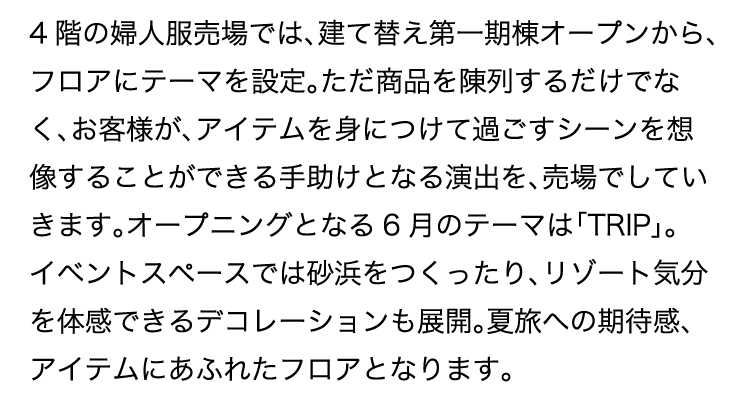 4階の婦人服売場では、建て替え第一期棟オープンから、
フロアにテーマを設定。ただ商品を陳列するだけでな
く、お客様が、アイテムを身につけて過ごすシーンを想
像することができる手助けとなる演出を、売場でしてい
きます。オープニングとなる6月のテーマは「TRIP」。
イベントスペースでは砂浜をつくったり、リゾート気分
を体感できるデコレーションも展開。夏旅への期待感、
アイテムにあふれたフロアとなります。